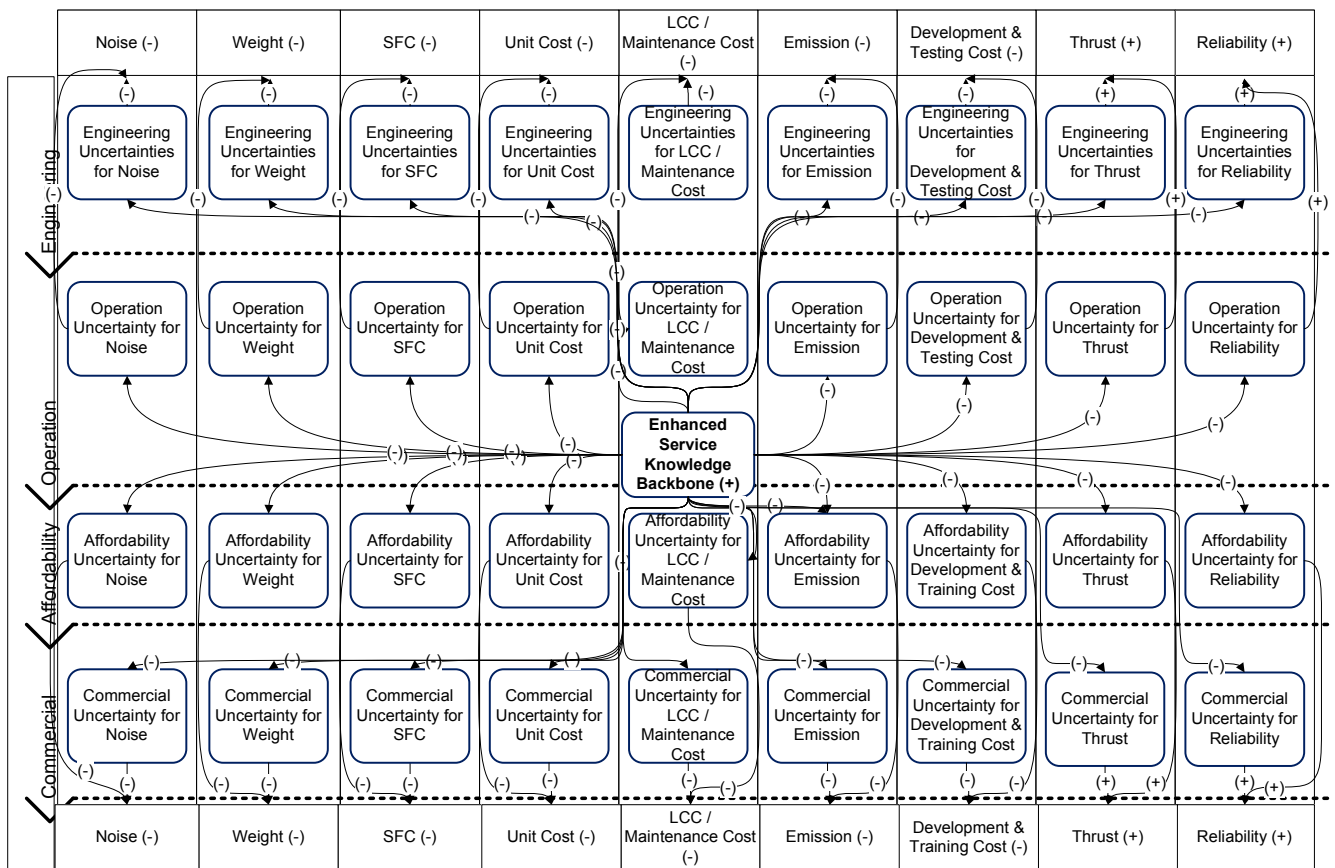 Noise (-)
Weight (-)
SFC (-)
Unit Cost (-)
LCC /
Maintenance Cost
(-)
Emission (-)
Development &
Testing Cost (-)
Thrust (+)
Reliability (+)
(-)
(-)
(-)
(-)
(-)
(-)
(-)
(+)
(+)
Engineering
Engineering
Uncertainties
for Noise
Engineering
Uncertainties
for Weight
Engineering
Uncertainties
for SFC
Engineering
Uncertainties
for Unit Cost
Engineering
Uncertainties
for LCC /
Maintenance
Cost
Engineering
Uncertainties
for Emission
Engineering
Uncertainties
for
Development
& Testing Cost
Engineering
Uncertainties
for Thrust
Engineering
Uncertainties
for Reliability
(-)
(-)
(-)
(-)
(-)
(-)
(-)
(+)
(+)
(-)
(-)
(-)
(-)
(-)
(-)
(-)
(-)
(-)
(-)
Operation
Operation
Uncertainty for
Noise
Operation
Uncertainty for
Weight
Operation
Uncertainty for
SFC
Operation
Uncertainty for
Unit Cost
Operation
Uncertainty for
LCC /
Maintenance
Cost
Operation
Uncertainty for
Emission
Operation
Uncertainty for
Development &
Testing Cost
Operation
Uncertainty for
Thrust
Operation
Uncertainty for
Reliability
(-)
(-)
(-)
(-)
(-)
(-)
Enhanced
Service
Knowledge
Backbone (+)
(-)
(-)
(-)
(-)
(-)
(-)
(-)
(-)
(-)
(-)
(-)
(-)
(-)
(-)
Affordability
Affordability
Uncertainty for
Noise
Affordability
Uncertainty for
Weight
Affordability
Uncertainty for
SFC
Affordability
Uncertainty for
Unit Cost
Affordability
Uncertainty for
LCC /
Maintenance
Cost
Affordability
Uncertainty for
Emission
Affordability
Uncertainty for
Development &
Training Cost
Affordability
Uncertainty for
Thrust
Affordability
Uncertainty for
Reliability
(-)
(-)
(-)
(-)
(-)
(-)
(-)
(-)
(-)
(-)
Commercial
Commercial
Uncertainty for
Noise
Commercial
Uncertainty for
Weight
Commercial
Uncertainty for
SFC
Commercial
Uncertainty for
Unit Cost
Commercial
Uncertainty for
LCC /
Maintenance
Cost
Commercial
Uncertainty for
Emission
Commercial
Uncertainty for
Development &
Training Cost
Commercial
Uncertainty for
Thrust
Commercial
Uncertainty for
Reliability
(-)
(-)
(-)
(-)
(-)
(-)
(-)
(-)
(-)
(-)
(-)
(-)
(-)
(-)
(+)
(+)
(+)
(+)
Noise (-)
Weight (-)
SFC (-)
Unit Cost (-)
LCC /
Maintenance Cost
(-)
Emission (-)
Development &
Training Cost (-)
Thrust (+)
Reliability (+)